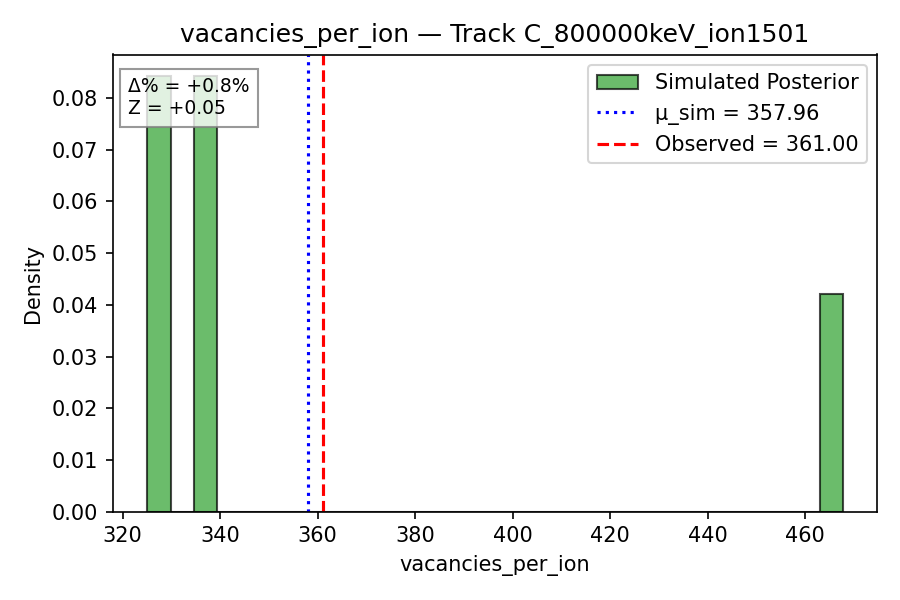 vacancies_per_ion — Track C_800000keV_ion1501
Δ% = +0.8%
Z = +0.05
Simulated Posterior
μ_sim = 357.96
Observed = 361.00
Density
0.08
0.07
0.06
0.05
0.04
0.03
0.02
0.01
0.00
320 340 360 380 400 420 440 460
vacancies_per_ion